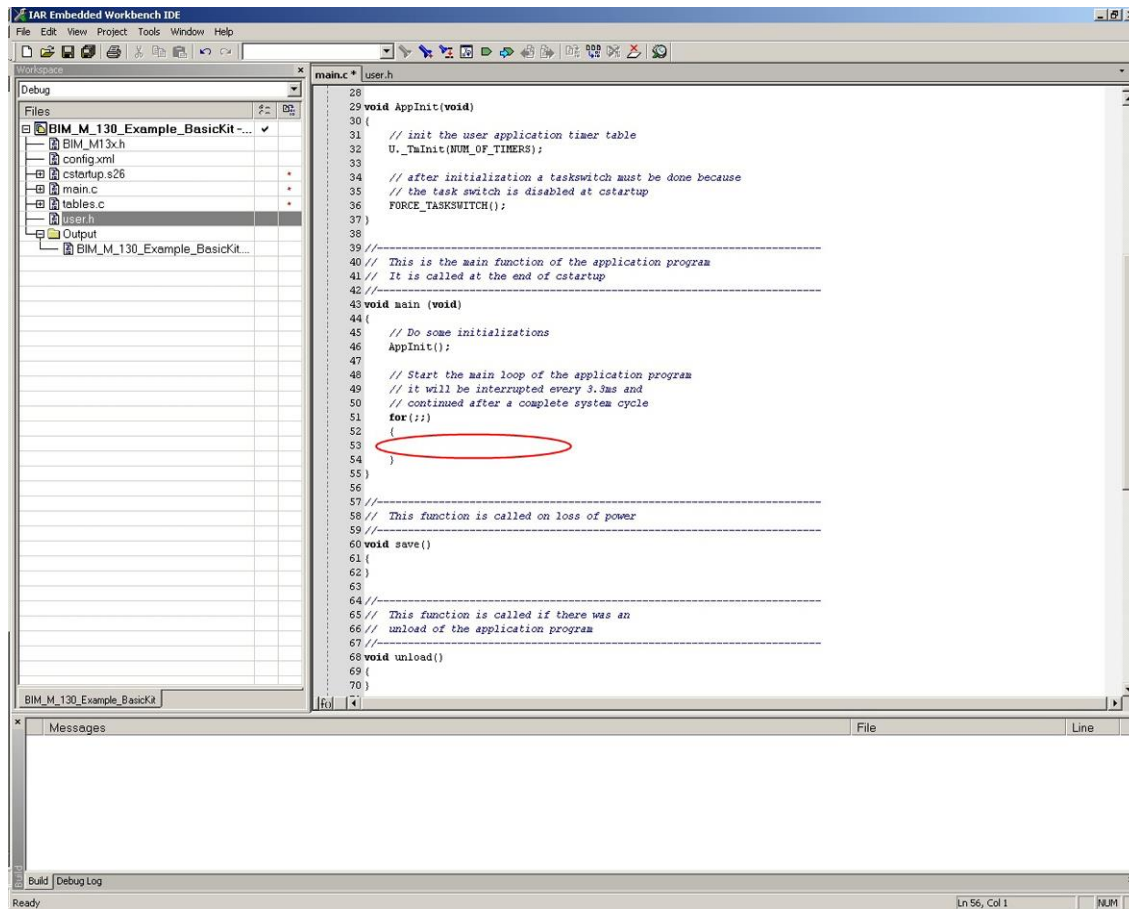 IAR Embedded Workbench IDE
File Edit View Project Tools Window Help
Workspace
Debug
Files
BIM_M_130_Example_BasicKit - ...
BIM_M13x.h
config.xml
cstartup.s26
main.c
tables.c
user.h
Output
BIM_M_130_Example_BasicKit...
BIM_M_130_Example_BasicKit
main.c * user.h
28
29 void AppInit(void)
30 {
31 // init the user application timer table
32 U._TmInit(NUM_OF_TIMERS);
33
34 // after initialization a taskswitch must be done because
35 // the task switch is disabled at cstartup
36 FORCE_TASKSWITCH();
37 }
38
39 //------------------------------------------------------------------------
40 // This is the main function of the application program
41 // It is called at the end of cstartup
42 //------------------------------------------------------------------------
43 void main (void)
44 {
45 // Do some initializations
46 AppInit();
47
48 // Start the main loop of the application program
49 // it will be interrupted every 3.3ms and
50 // continued after a complete system cycle
51 for(;;)
52 {
53
54 }
55 }
56
57 //------------------------------------------------------------------------
58 // This function is called on loss of power
59 //------------------------------------------------------------------------
60 void save()
61 {
62 }
63
64 //------------------------------------------------------------------------
65 // This function is called if there was an
66 // unload of the application program
67 //------------------------------------------------------------------------
68 void unload()
69 {
70 }
f()
Messages File Line
Build
Build Debug Log
Ready Ln 56, Col 1 NUM